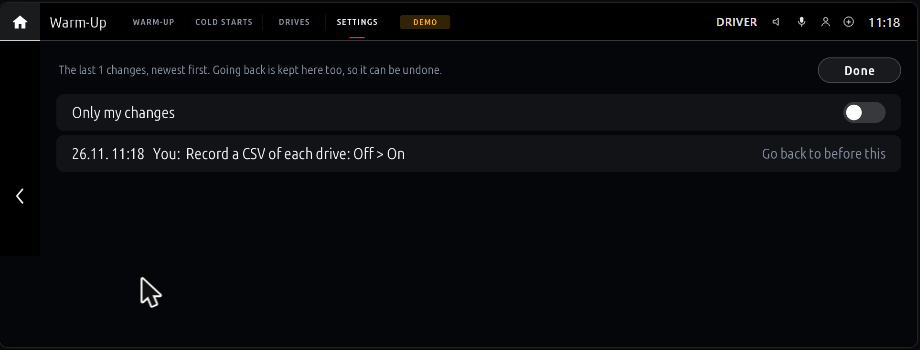 Warm-Up WARM-UP COLD STARTS DRIVES SETTINGS DEMO DRIVER 11:18
The last 1 changes, newest first. Going back is kept here too, so it can be undone. Done
Only my changes
26.11. 11:18 You: Record a CSV of each drive: Off > On Go back to before this